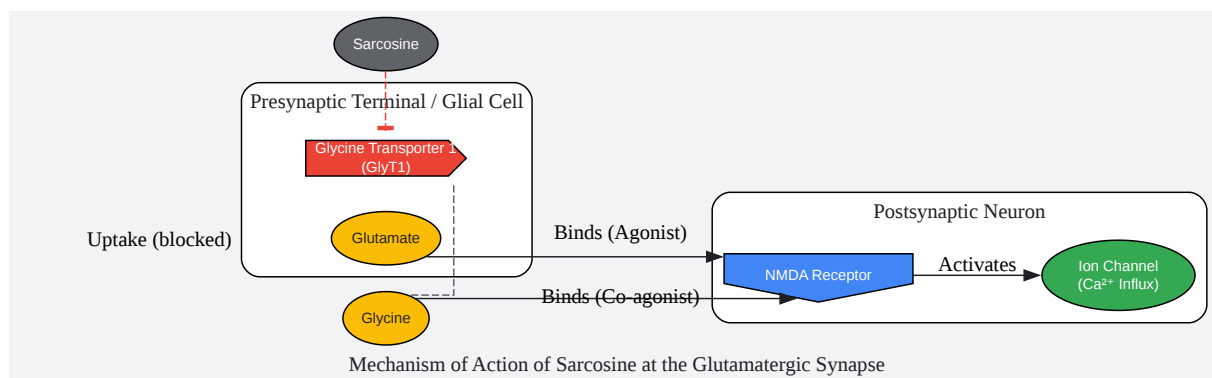 Sarcosine
Presynaptic Terminal / Glial Cell
Glycine Transporter 1
(GlyT1)
Glutamate
Uptake (blocked)
Glycine
Binds (Agonist)
Binds (Co-agonist)
Postsynaptic Neuron
NMDA Receptor
Activates
Ion Channel
(Ca²⁺ Influx)
Mechanism of Action of Sarcosine at the Glutamatergic Synapse